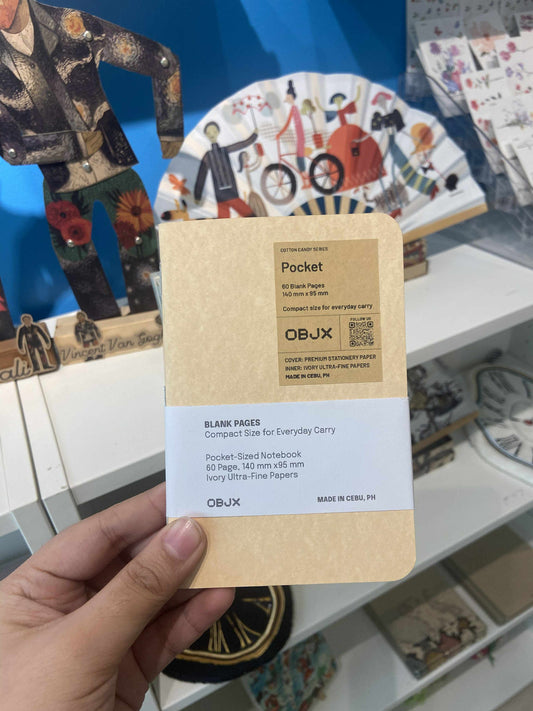 COTTON CANDY SERIES
Pocket
60 Blank Pages
140 mm x 95 mm
Compact size for everyday carry
OBJX
FOLLOW US
COVER: PREMIUM STATIONERY PAPER
INNER: IVORY ULTRA-FINE PAPERS
MADE IN CEBU, PH
BLANK PAGES
Compact Size for Everyday Carry
Pocket-Sized Notebook
60 Page, 140 mm x95 mm
Ivory Ultra-Fine Papers
OBJX
MADE IN CEBU, PH
Vincent Van Gog